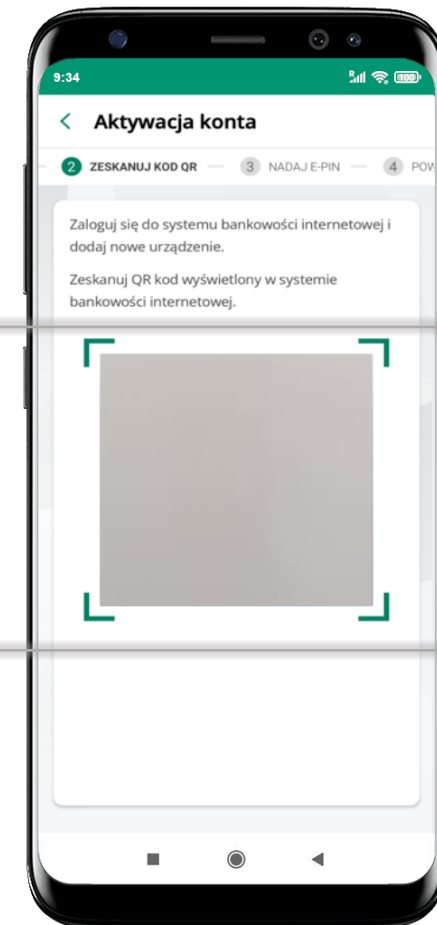 9:34
100
Aktywacja konta
2 ZESKANUJ KOD QR 3 NADAJ E-PIN 4 POW
Zaloguj się do systemu bankowości internetowej i
dodaj nowe urządzenie.
Zeskanuj QR kod wyświetlony w systemie
bankowości internetowej.